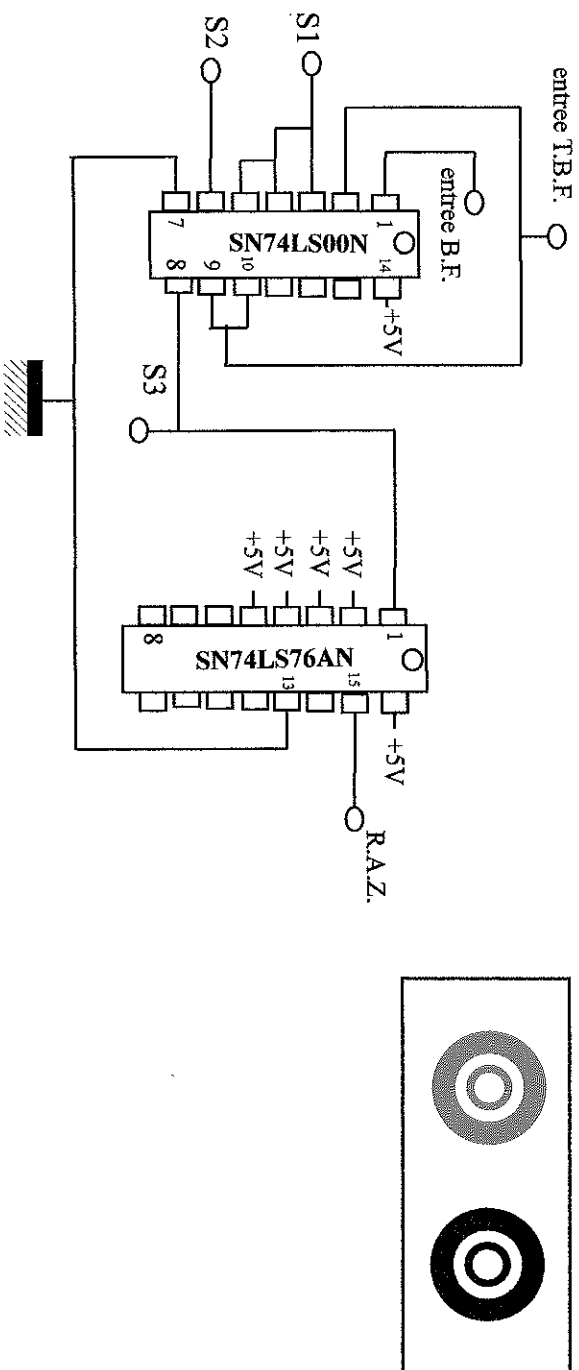 entree T.B.F.
entree B.F.
S1
S2
1
14
+5V
SN74LS00N
10
9
7
8
S3
+5V
+5V
+5V
+5V
1
15
+5V
SN74LS76AN
13
8
R.A.Z.